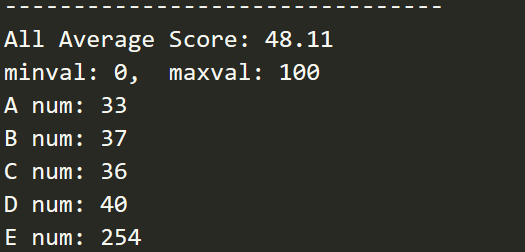 --------------------------------
All Average Score: 48.11
minval: 0,  maxval: 100
A num: 33
B num: 37
C num: 36
D num: 40
E num: 254